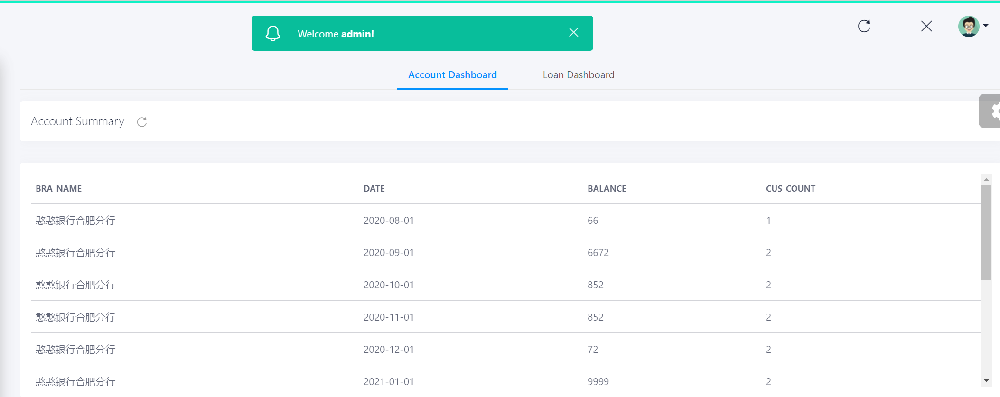 Welcome admin!
Account Dashboard Loan Dashboard
Account Summary
BRA_NAME DATE BALANCE CUS_COUNT
憨憨银行合肥分行 2020-08-01 66 1
憨憨银行合肥分行 2020-09-01 6672 2
憨憨银行合肥分行 2020-10-01 852 2
憨憨银行合肥分行 2020-11-01 852 2
憨憨银行合肥分行 2020-12-01 72 2
憨憨银行合肥分行 2021-01-01 9999 2